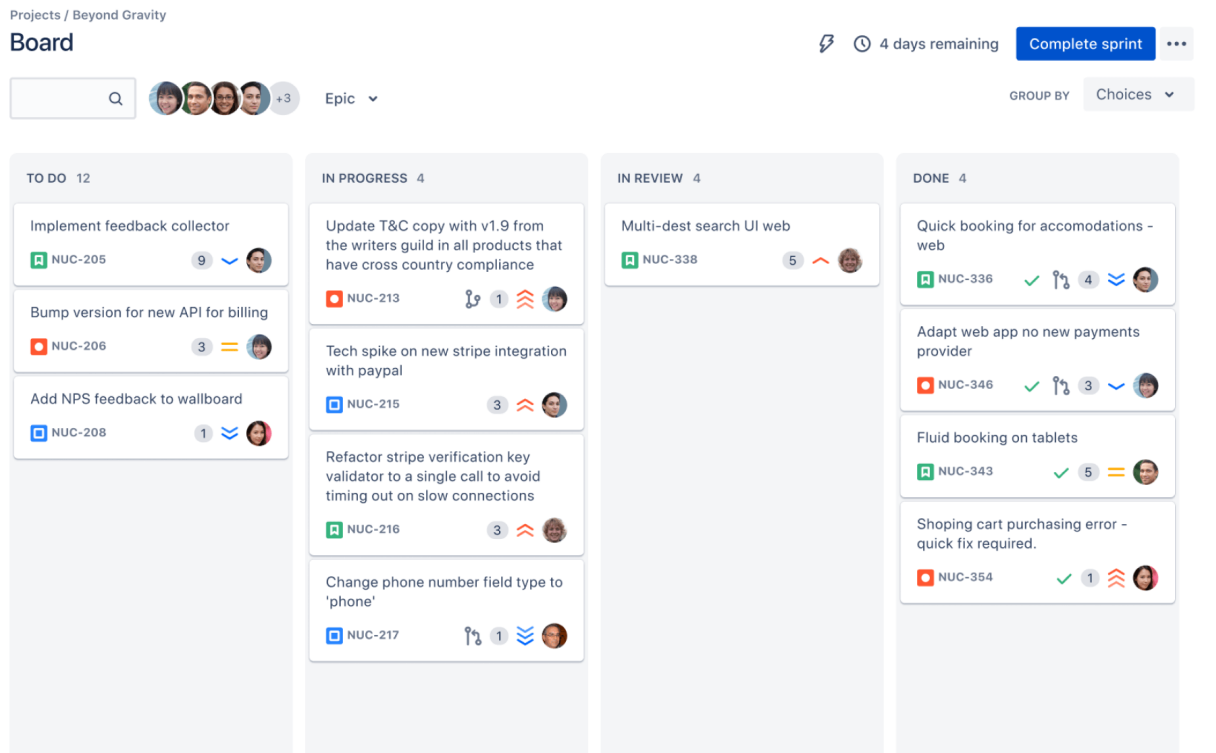 Projects / Beyond Gravity
Board
4 days remaining
Complete sprint
+3
Epic
GROUP BY
Choices
TO DO 12
Implement feedback collector
NUC-205
9
Bump version for new API for billing
NUC-206
3
Add NPS feedback to wallboard
NUC-208
1
IN PROGRESS 4
Update T&C copy with v1.9 from
the writers guild in all products that
have cross country compliance
NUC-213
1
Tech spike on new stripe integration
with paypal
NUC-215
3
Refactor stripe verification key
validator to a single call to avoid
timing out on slow connections
NUC-216
3
Change phone number field type to
'phone'
NUC-217
1
IN REVIEW 4
Multi-dest search UI web
NUC-338
5
DONE 4
Quick booking for accomodations -
web
NUC-336
4
Adapt web app no new payments
provider
NUC-346
3
Fluid booking on tablets
NUC-343
5
Shoping cart purchasing error -
quick fix required.
NUC-354
1